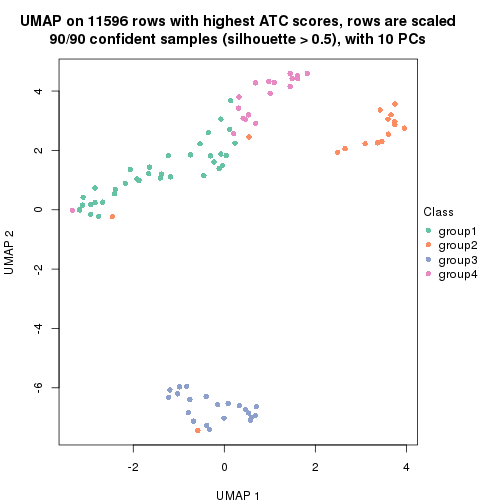 UMAP on 11596 rows with highest ATC scores, rows are scaled
90/90 confident samples (silhouette > 0.5), with 10 PCs
4
2
0
-2
-4
-6
UMAP 2
-2
0
2
4
UMAP 1
Class
group1
group2
group3
group4